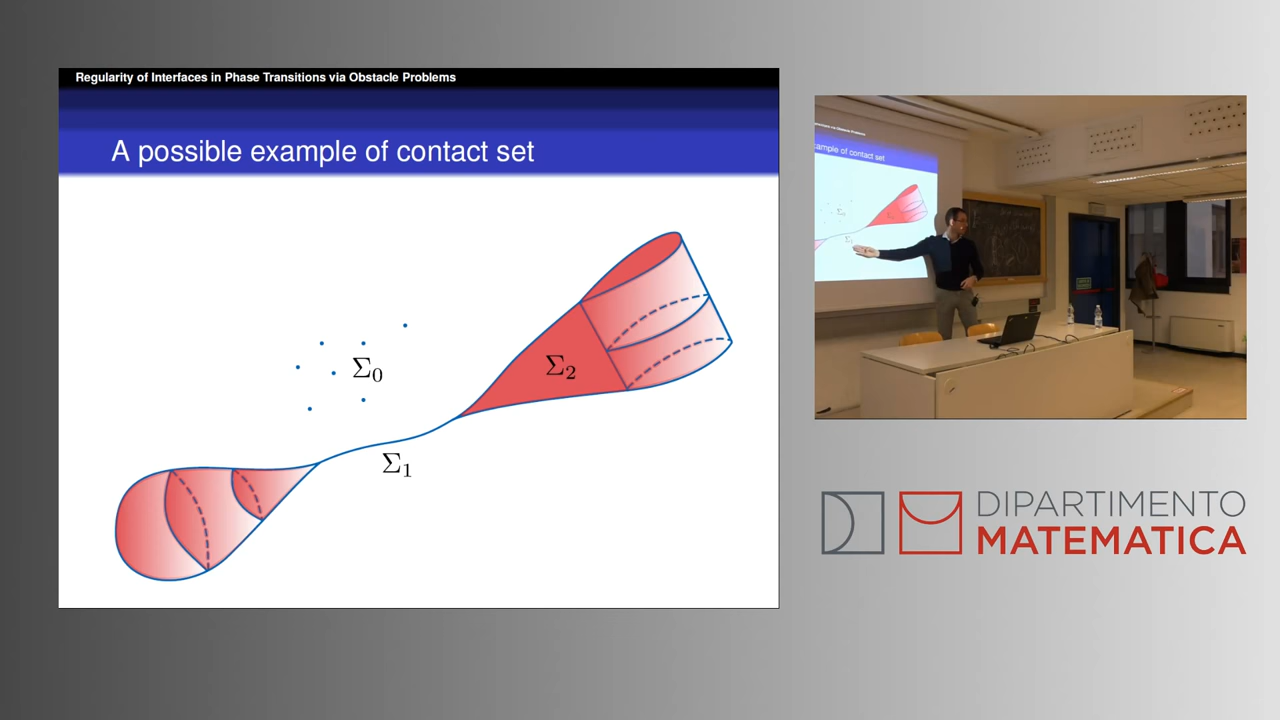 Regularity of Interfaces in Phase Transitions via Obstacle Problems
A possible example of contact set
Σ₀
Σ₂
Σ₁
DIPARTIMENTO
MATEMATICA